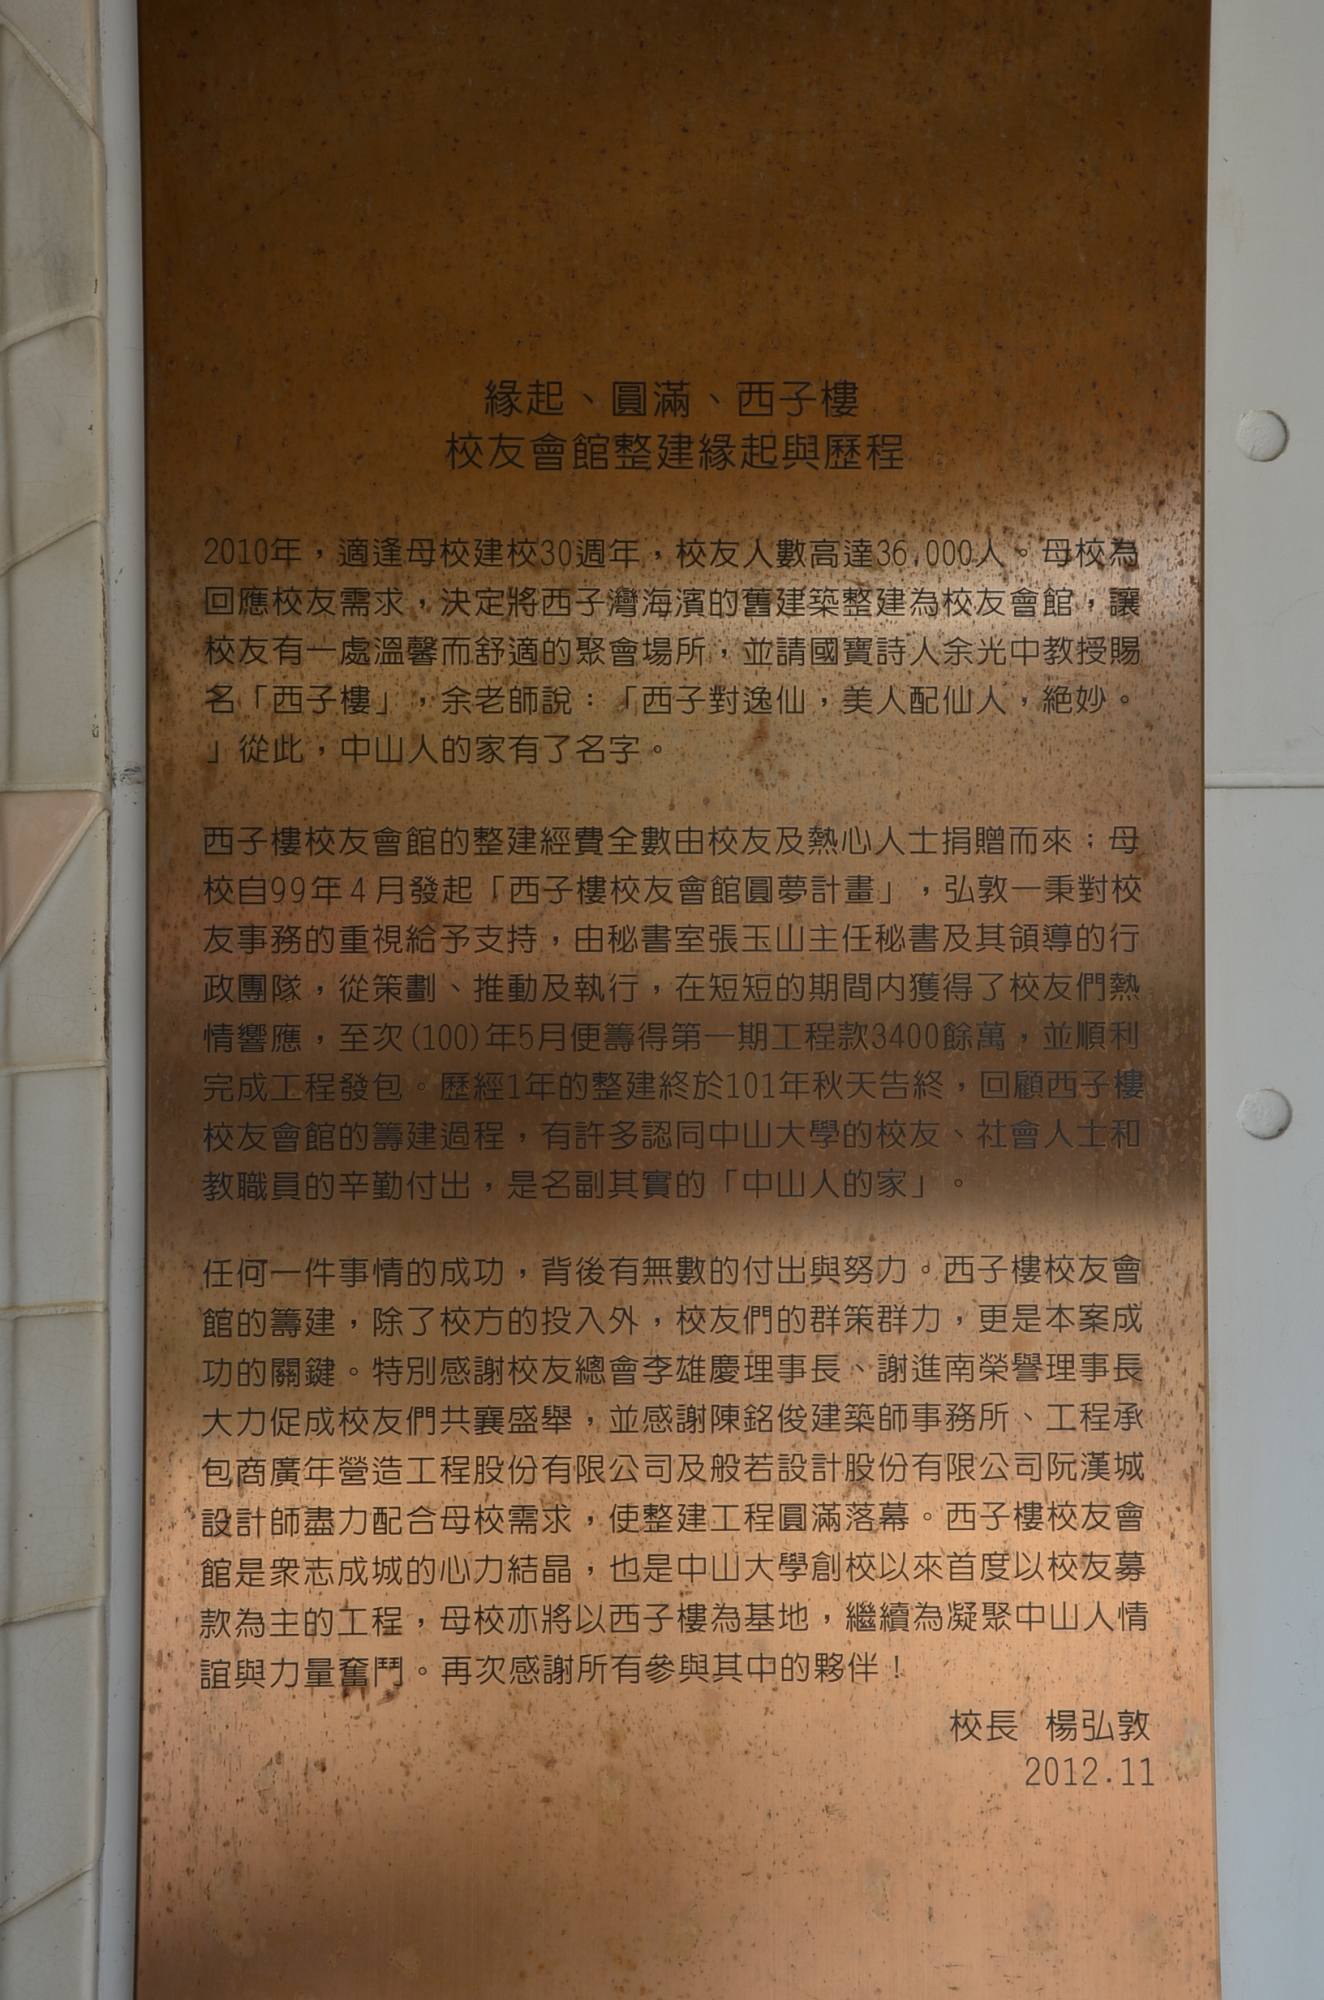 緣起、圓滿、西子樓
校友會館整建緣起與歷程
2010年，適逢母校建校30週年，校友人數高達36,000人。母校為
回應校友需求，決定將西子灣海濱的舊建築整建為校友會館，讓
校友有一處溫馨而舒適的聚會場所，並請國寶詩人余光中教授賜
名「西子樓」，余老師說：「西子對逸仙，美人配仙人，絕妙。
」從此，中山人的家有了名字。
西子樓校友會館的整建經費全數由校友及熱心人士捐贈而來；母
校自99年4月發起「西子樓校友會館圓夢計畫」，弘敦一秉對校
友事務的重視給予支持，由秘書室張玉山主任秘書及其領導的行
政團隊，從策劃、推動及執行，在短短的期間內獲得了校友們熱
情響應，至次(100)年5月便籌得第一期工程款3400餘萬，並順利
完成工程發包。歷經1年的整建終於101年秋天告終，回顧西子樓
校友會館的籌建過程，有許多認同中山大學的校友、社會人士和
教職員的辛勤付出，是名副其實的「中山人的家」。
任何一件事情的成功，背後有無數的付出與努力。西子樓校友會
館的籌建，除了校方的投入外，校友們的群策群力，更是本案成
功的關鍵。特別感謝校友總會李雄慶理事長、謝進南榮譽理事長
大力促成校友們共襄盛舉，並感謝陳銘俊建築師事務所、工程承
包商廣年營造工程股份有限公司及般若設計股份有限公司阮漢城
設計師盡力配合母校需求，使整建工程圓滿落幕。西子樓校友會
館是眾志成城的心力結晶，也是中山大學創校以來首度以校友募
款為主的工程，母校亦將以西子樓為基地，繼續為凝聚中山人情
誼與力量奮鬥。再次感謝所有參與其中的夥伴！
校長 楊弘敦
2012.11